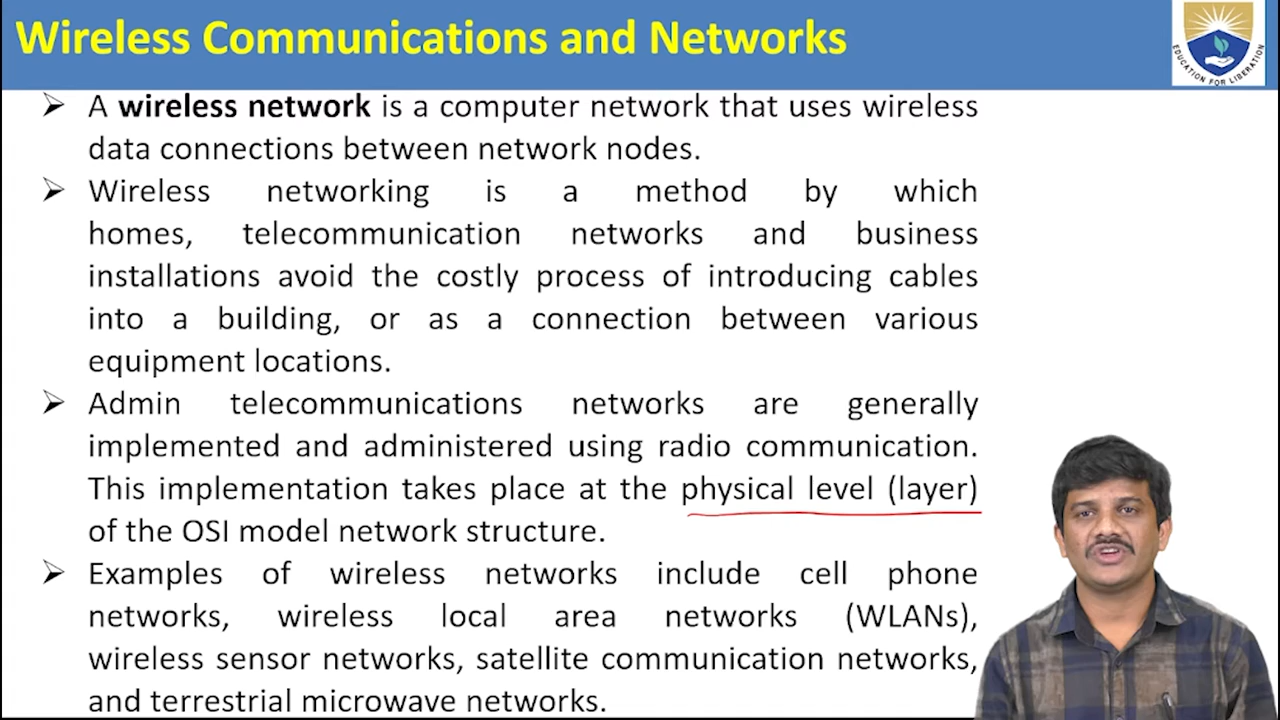 Wireless Communications and Networks
EDUCATION FOR LIBERATION
➢ A wireless network is a computer network that uses wireless
data connections between network nodes.
➢ Wireless networking is a method by which
homes, telecommunication networks and business
installations avoid the costly process of introducing cables
into a building, or as a connection between various
equipment locations.
➢ Admin telecommunications networks are generally
implemented and administered using radio communication.
This implementation takes place at the physical level (layer)
of the OSI model network structure.
➢ Examples of wireless networks include cell phone
networks, wireless local area networks (WLANs),
wireless sensor networks, satellite communication networks,
and terrestrial microwave networks.